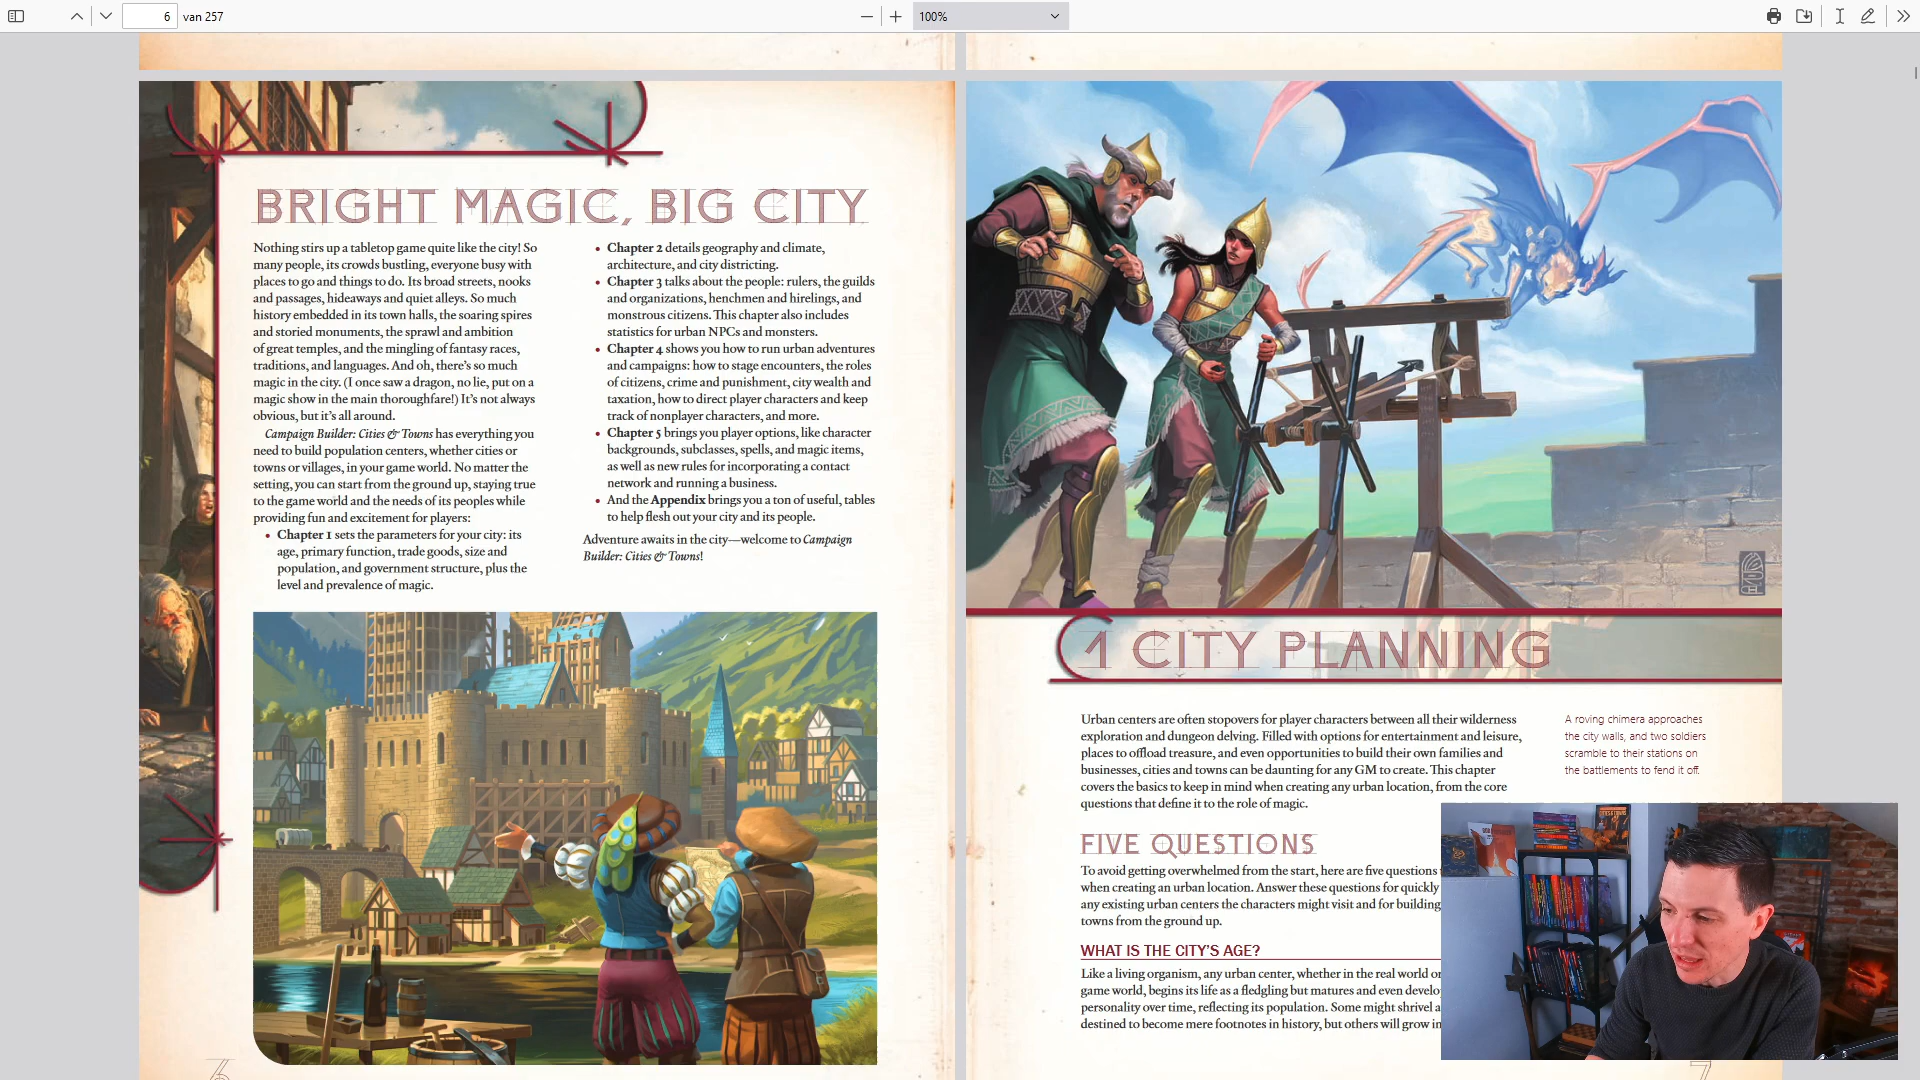 6 van 257
100%
BRIGHT MAGIC, BIG CITY
Nothing stirs up a tabletop game quite like the city! So
many people, its crowds bustling, everyone busy with
places to go and things to do. Its broad streets, nooks
and passages, hideaways and quiet alleys. So much
history embedded in its town halls, the soaring spires
and storied monuments, the sprawl and ambition
of great temples, and the mingling of fantasy races,
traditions, and languages. And oh, there's so much
magic in the city. (I once saw a dragon, no lie, put on a
magic show in the main thoroughfare!) It's not always
obvious, but it's all around.
Campaign Builder: Cities & Towns has everything you
need to build population centers, whether cities or
towns or villages, in your game world. No matter the
setting, you can start from the ground up, staying true
to the game world and the needs of its peoples while
providing fun and excitement for players:
• Chapter 1 sets the parameters for your city: its
age, primary function, trade goods, size and
population, and government structure, plus the
level and prevalence of magic.
• Chapter 2 details geography and climate,
architecture, and city districting.
• Chapter 3 talks about the people: rulers, the guilds
and organizations, henchmen and hirelings, and
monstrous citizens. This chapter also includes
statistics for urban NPCs and monsters.
• Chapter 4 shows you how to run urban adventures
and campaigns: how to stage encounters, the roles
of citizens, crime and punishment, city wealth and
taxation, how to direct player characters and keep
track of nonplayer characters, and more.
• Chapter 5 brings you player options, like character
backgrounds, subclasses, spells, and magic items,
as well as new rules for incorporating a contact
network and running a business.
• And the Appendix brings you a ton of useful, tables
to help flesh out your city and its people.
Adventure awaits in the city—welcome to Campaign
Builder: Cities & Towns!
6
1 CITY PLANNING
Urban centers are often stopovers for player characters between all their wilderness
exploration and dungeon delving. Filled with options for entertainment and leisure,
places to offload treasure, and even opportunities to build their own families and
businesses, cities and towns can be daunting for any GM to create. This chapter
covers the basics to keep in mind when creating any urban location, from the core
questions that define it to the role of magic.
A roving chimera approaches
the city walls, and two soldiers
scramble to their stations on
the battlements to fend it off.
FIVE QUESTIONS
To avoid getting overwhelmed from the start, here are five questions
when creating an urban location. Answer these questions for quickly
any existing urban centers the characters might visit and for building
towns from the ground up.
WHAT IS THE CITY'S AGE?
Like a living organism, any urban center, whether in the real world or
game world, begins its life as a fledgling but matures and even develo
personality over time, reflecting its population. Some might shrivel a
destined to become mere footnotes in history, but others will grow in
7